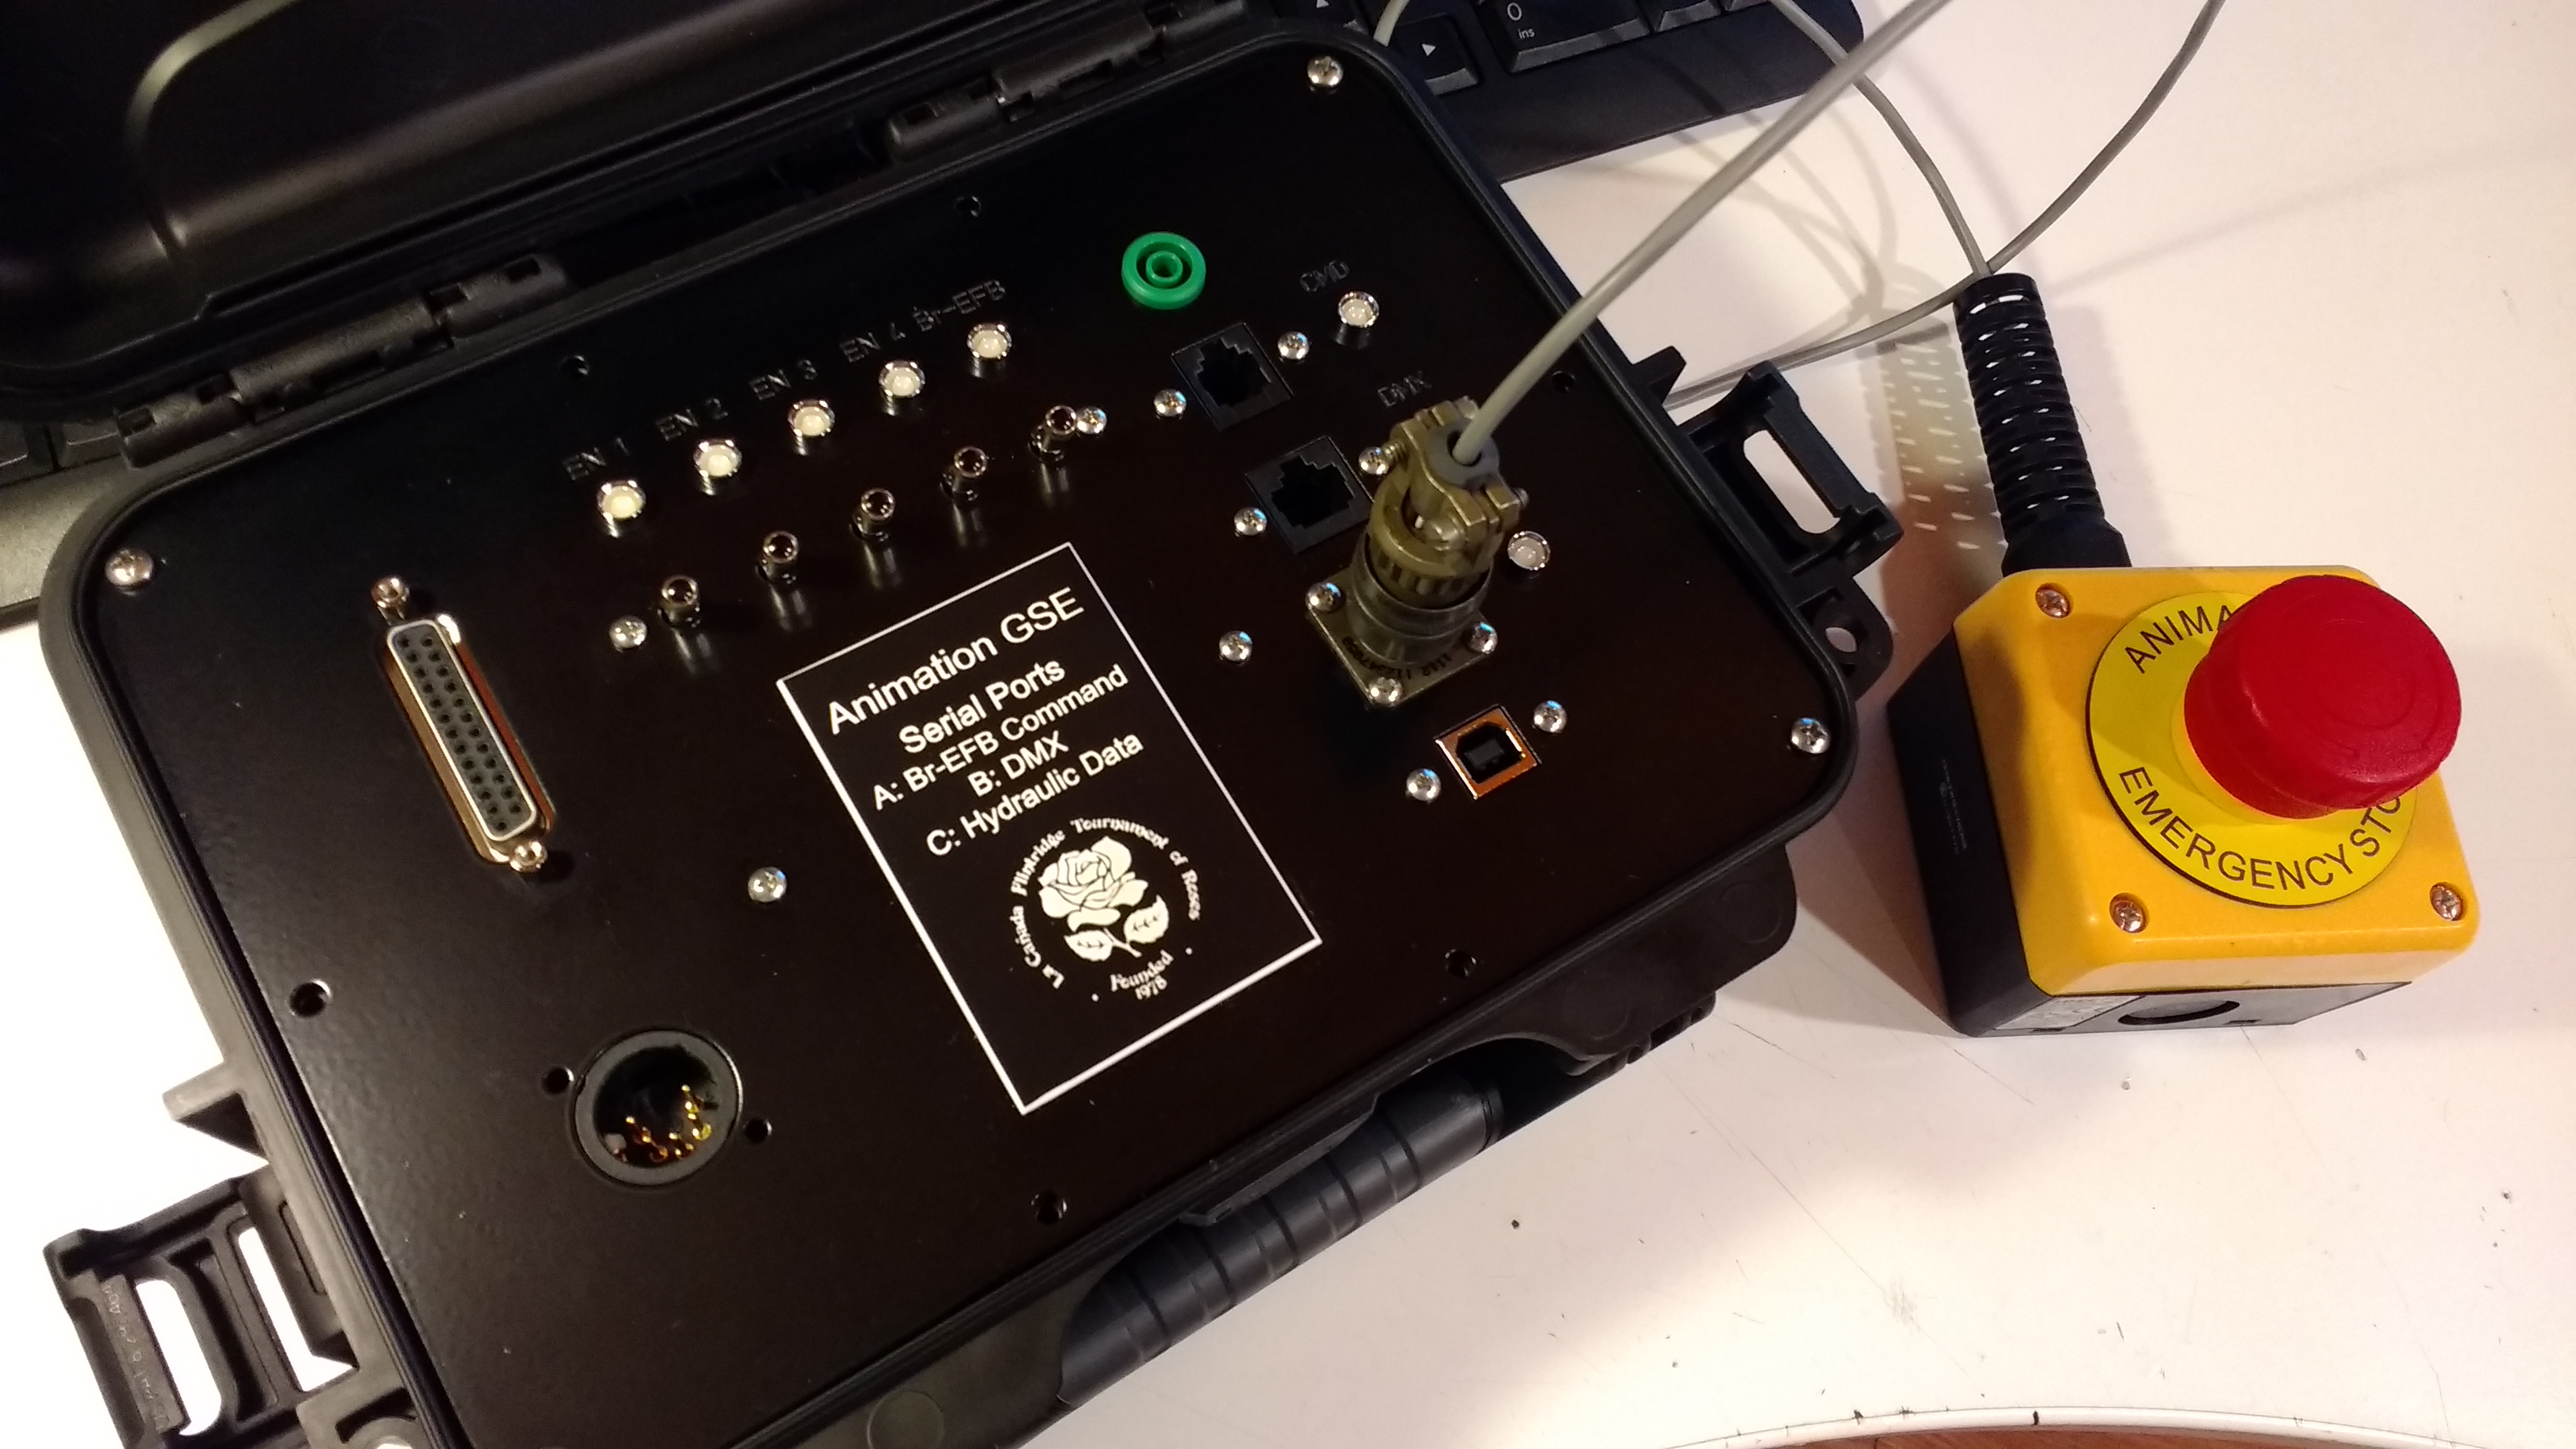 0
ins
EN 1
EN 2
EN 3
EN 4
Br-EFB
CMD
DMX
Animation GSE
Serial Ports
A: Br-EFB Command
B: DMX
C: Hydraulic Data
La Cañada Flintridge Tournament of Roses
Founded
1978
ANIMA
EMERGENCY STO